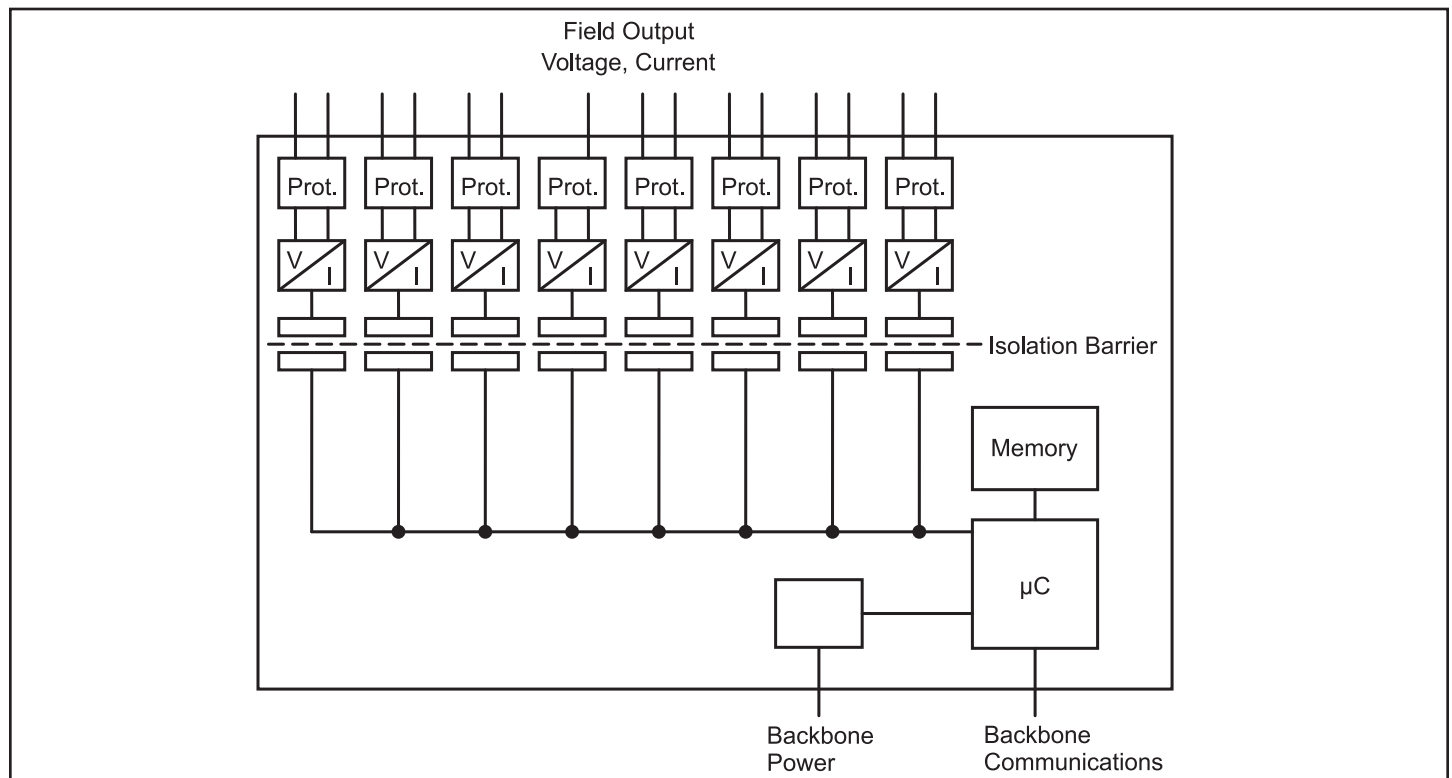 Field Output
Voltage, Current
Prot. Prot. Prot. Prot. Prot. Prot. Prot. Prot.
V V V V V V V V
I I I I I I I I
Isolation Barrier
Memory
µC
Backbone
Power
Backbone
Communications